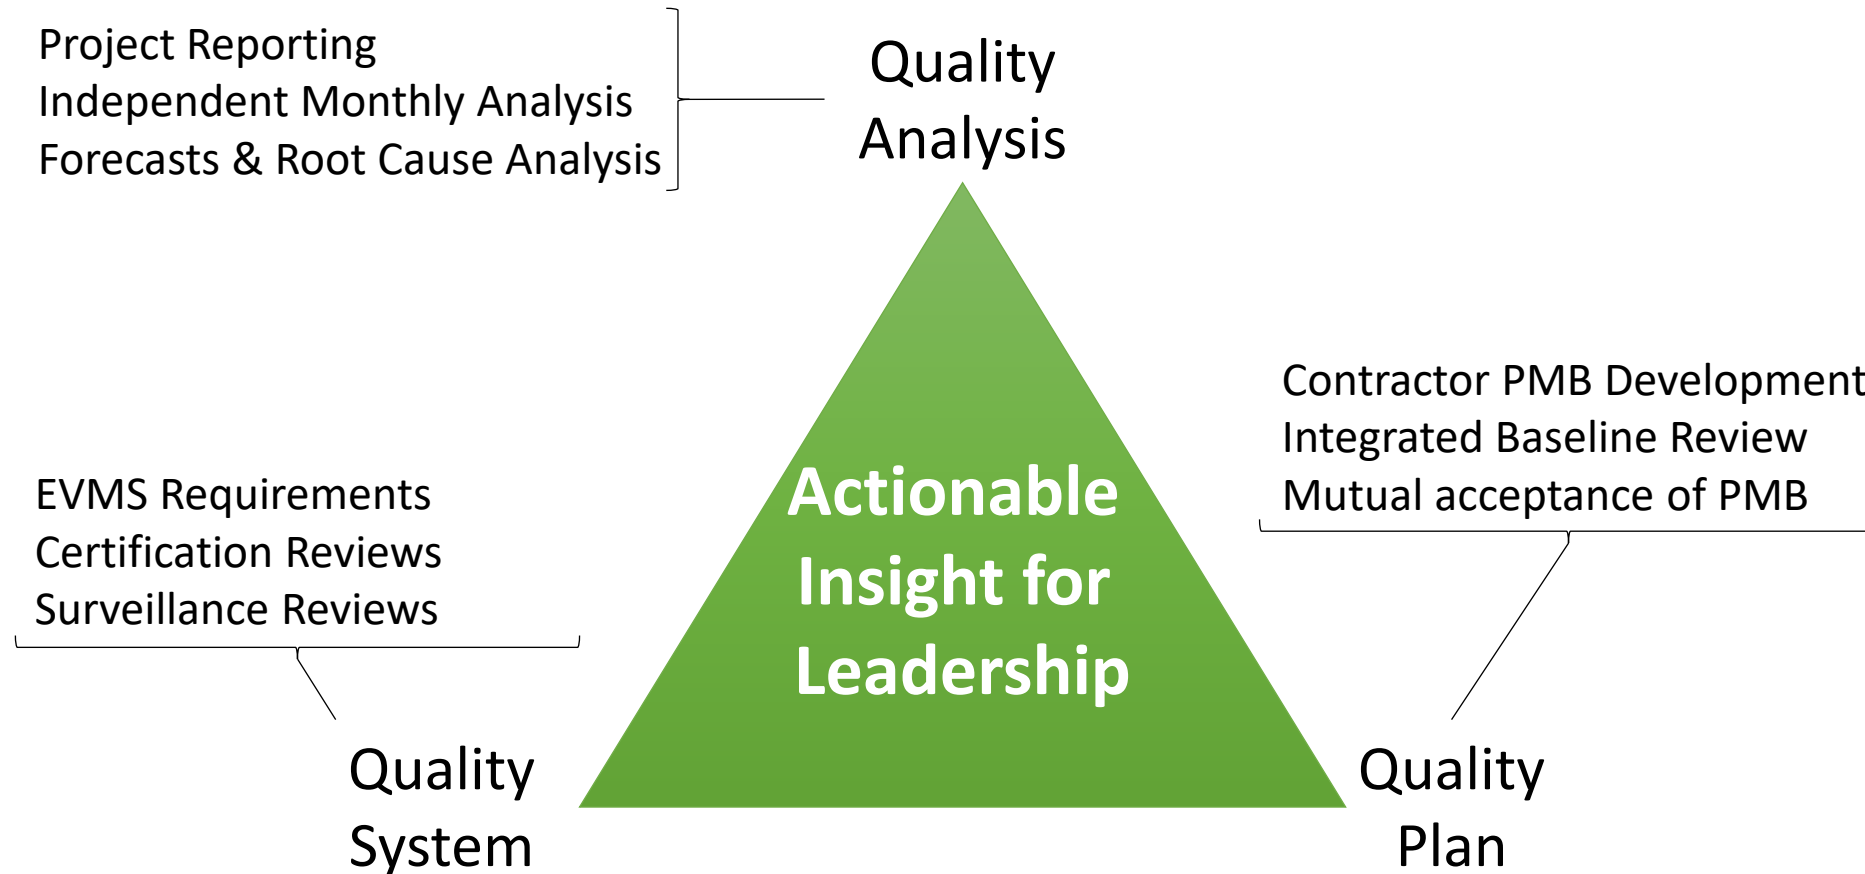 Project Reporting
Independent Monthly Analysis
Forecasts & Root Cause Analysis
Quality
Analysis
Contractor PMB Development
Integrated Baseline Review
Mutual acceptance of PMB
EVMS Requirements
Certification Reviews
Surveillance Reviews
Actionable
Insight for
Leadership
Quality
System
Quality
Plan